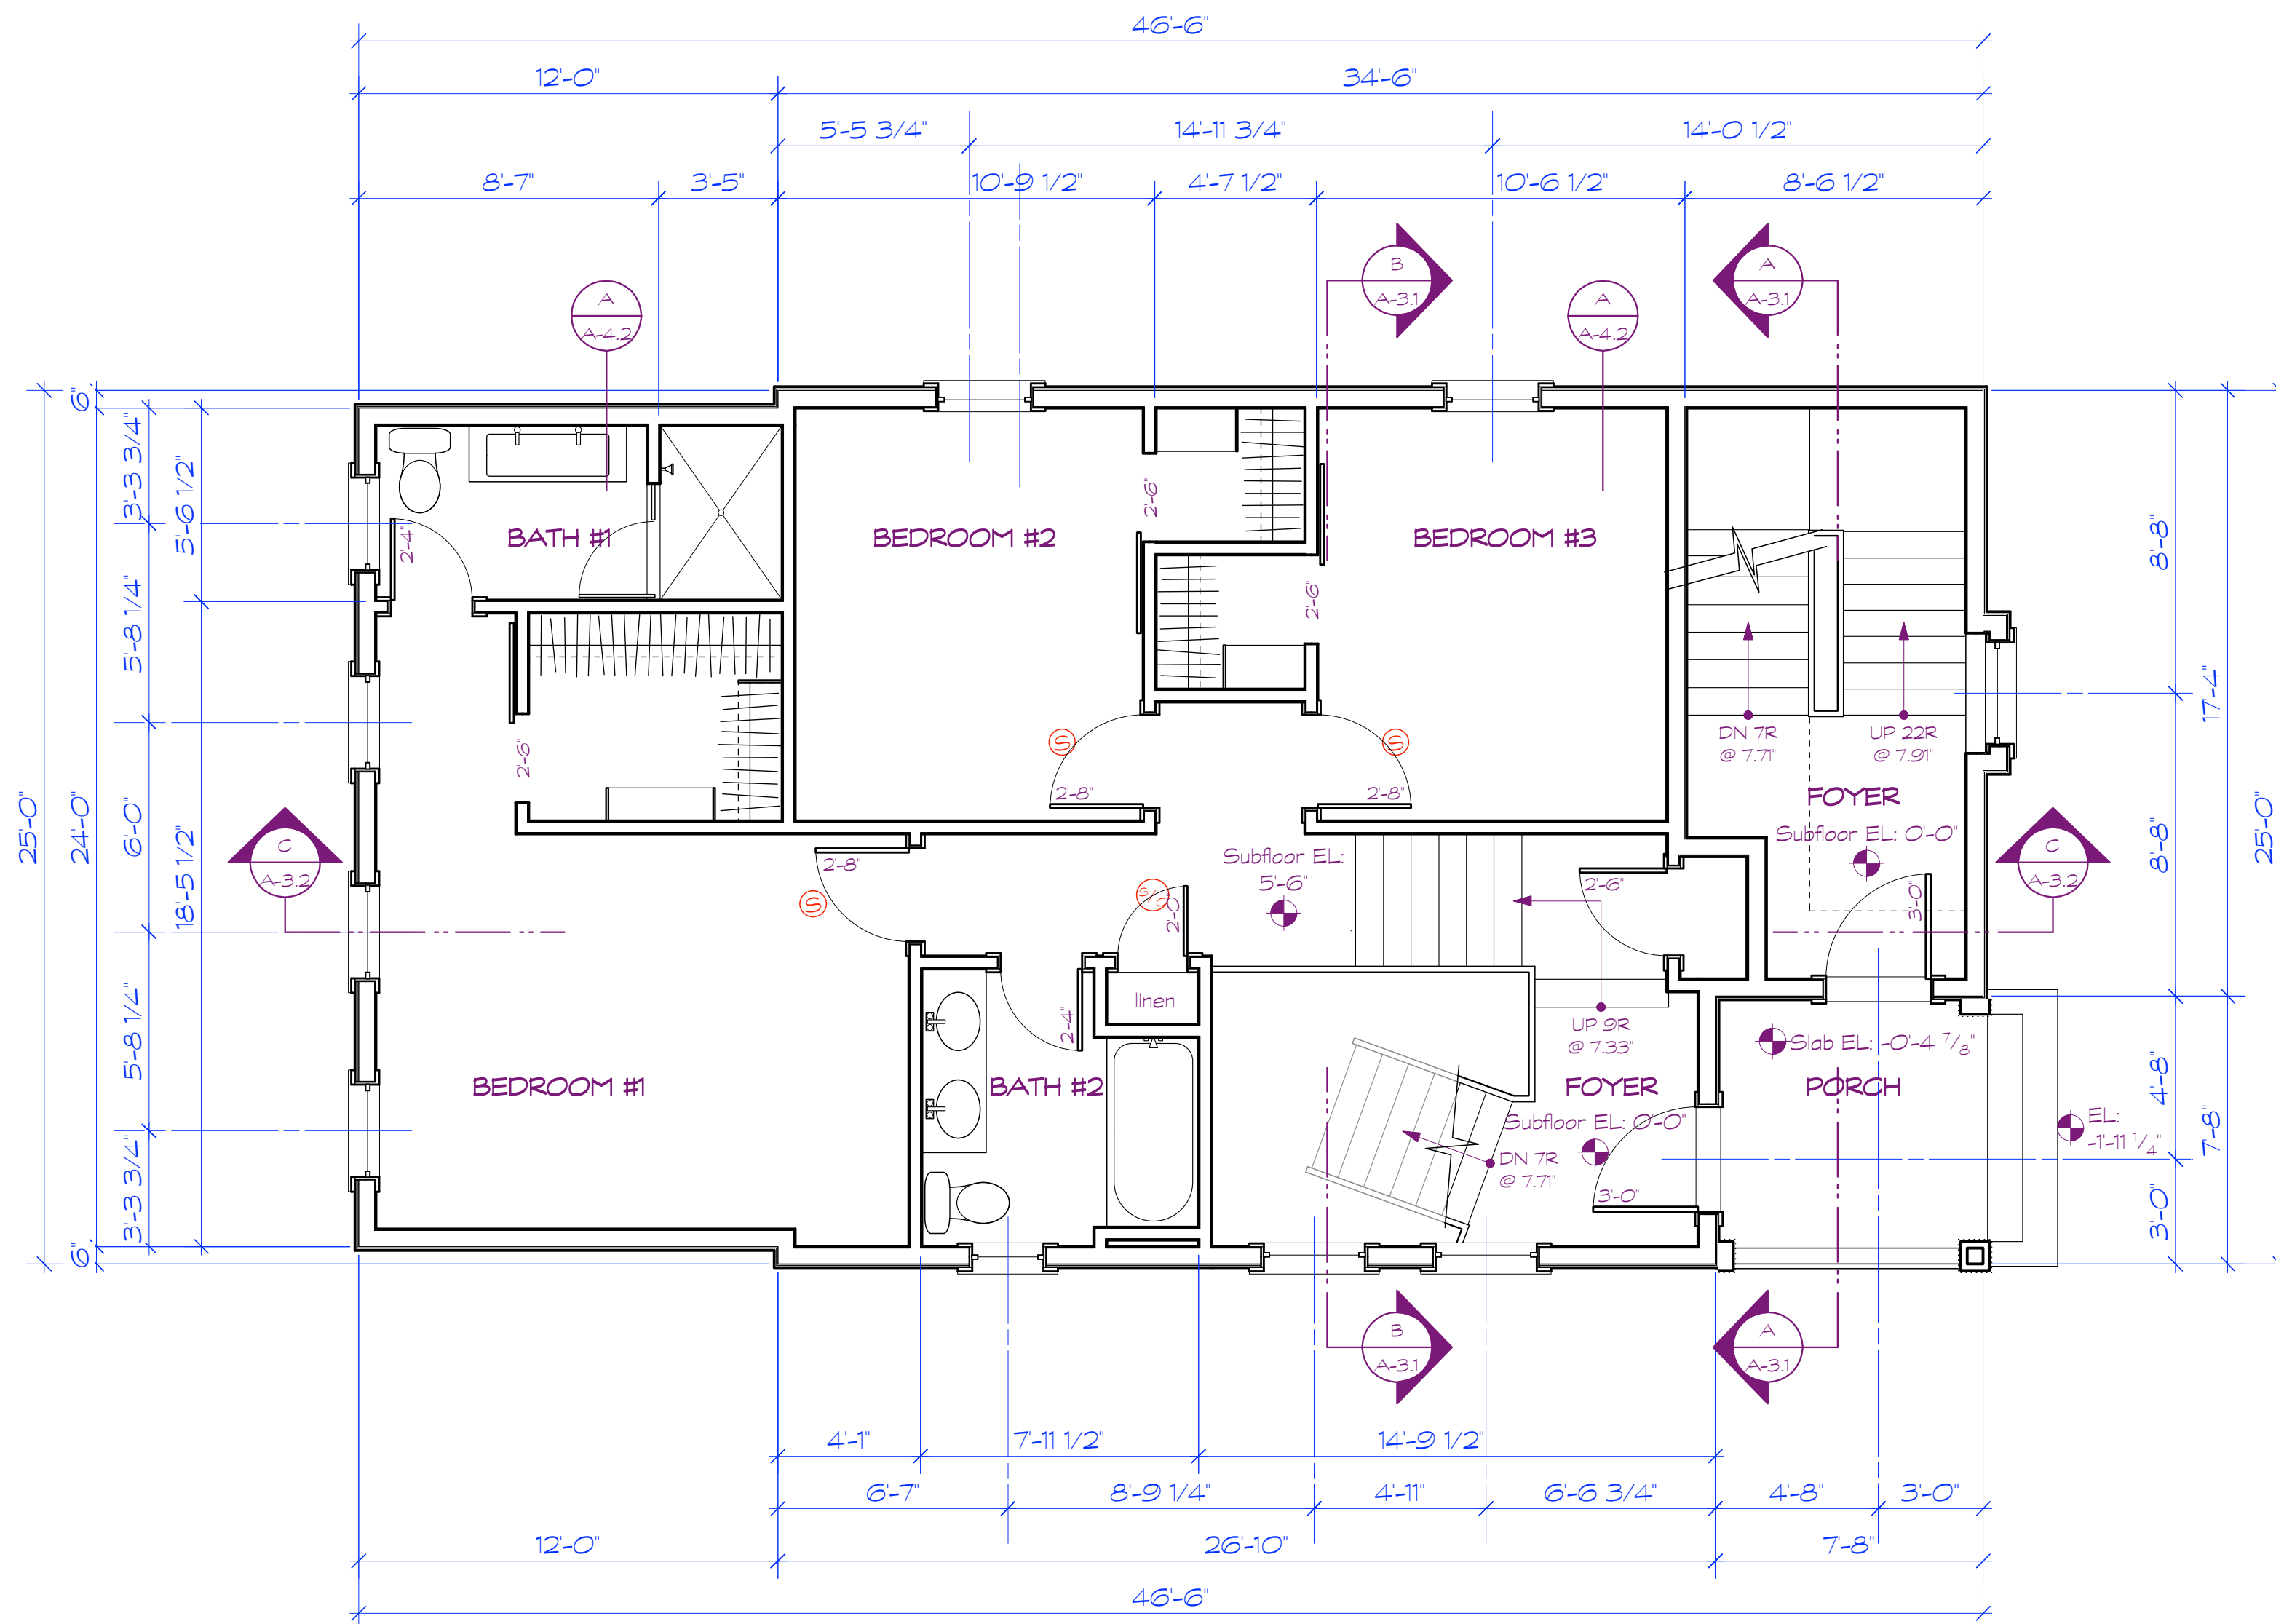 46'-6"
12'-0"
34'-6"
5'-5 3/4"
14'-11 3/4"
14'-0 1/2"
8'-7"
3'-5"
10'-9 1/2"
4'-7 1/2"
10'-6 1/2"
8'-6 1/2"
B
A-3.1
A
A-3.1
A
A-4.2
A
A-4.2
6"
3'-3 3/4"
5'-6 1/2"
2'-4"
BATH #1
BEDROOM #2
2'-6"
BEDROOM #3
8'-8"
5'-8 1/4"
2'-6"
17'-4"
DN 7R
@ 7.71"
UP 22R
@ 7.91"
2'-6"
2'-8"
2'-8"
S
S
FOYER
Subfloor EL: 0'-0"
25'-0"
24'-0"
6'-0"
18'-5 1/2"
C
A-3.2
2'-8"
S
S/C
2'-0"
Subfloor EL:
5'-6"
2'-6"
3'-0"
C
A-3.2
8'-8"
25'-0"
5'-8 1/4"
linen
2'-4"
UP 9R
@ 7.33"
Slab EL: -0'-4 7/8"
BEDROOM #1
BATH #2
FOYER
Subfloor EL: 0'-0"
PORCH
EL:
-1'-11 1/4"
4'-8"
7'-8"
DN 7R
@ 7.71"
3'-0"
3'-3 3/4"
3'-0"
6"
B
A-3.1
A
A-3.1
4'-1"
7'-11 1/2"
14'-9 1/2"
6'-7"
8'-9 1/4"
4'-11"
6'-6 3/4"
4'-8"
3'-0"
12'-0"
26'-10"
7'-8"
46'-6"